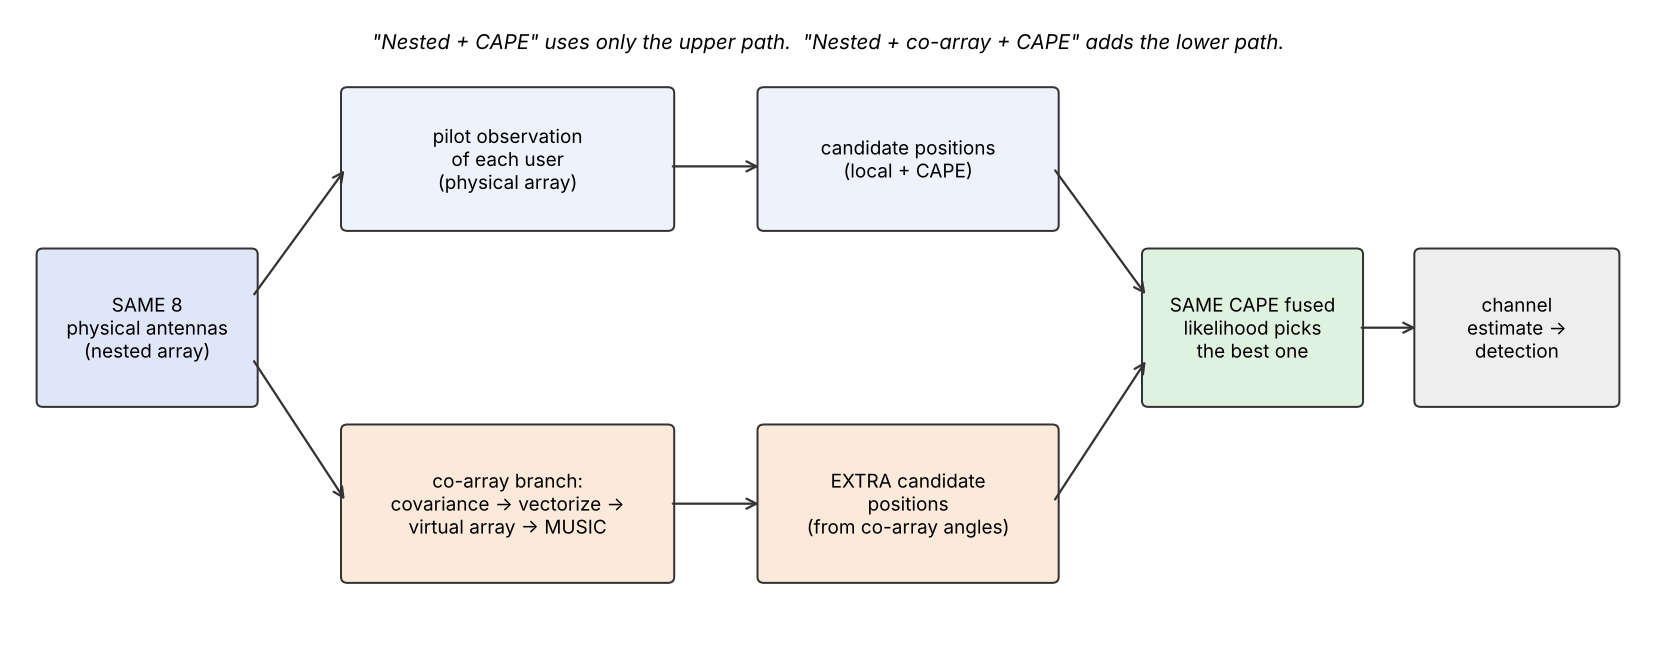 "Nested + CAPE" uses only the upper path.  "Nested + co-array + CAPE" adds the lower path.
pilot observation
of each user
(physical array)
candidate positions
(local + CAPE)
SAME 8
physical antennas
(nested array)
SAME CAPE fused
likelihood picks
the best one
channel
estimate →
detection
co-array branch:
covariance → vectorize →
virtual array → MUSIC
EXTRA candidate
positions
(from co-array angles)